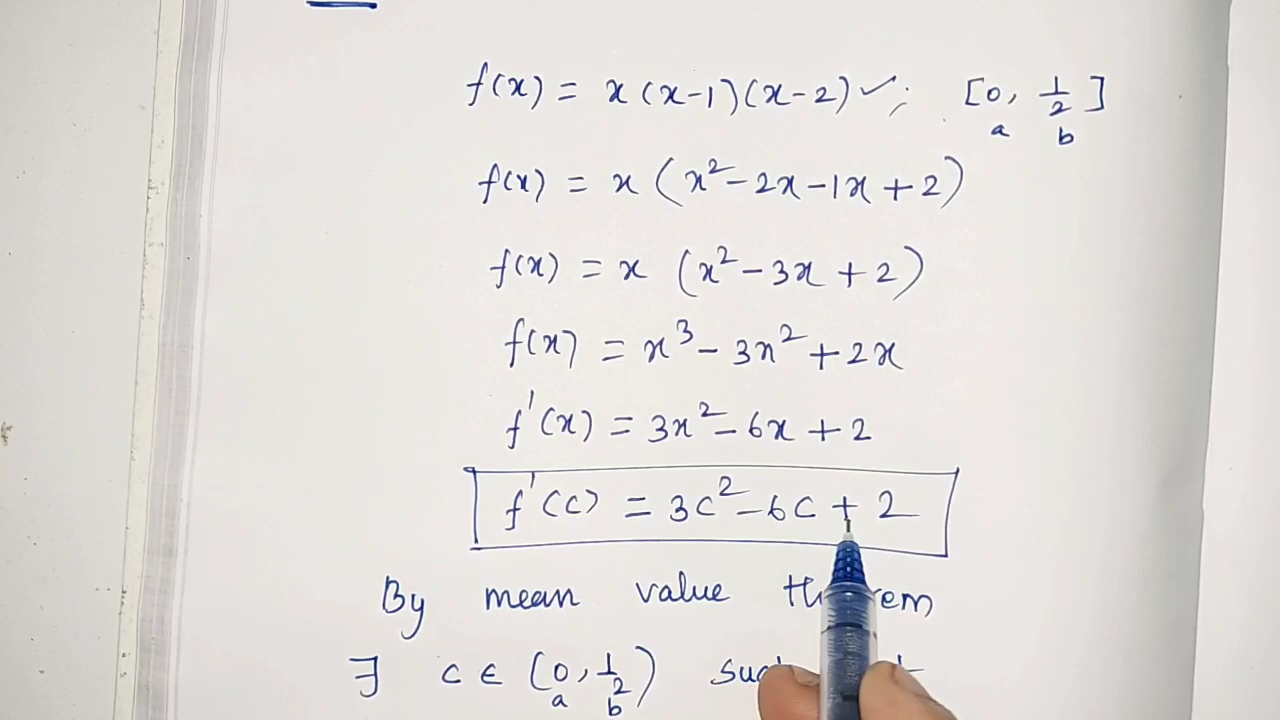 f(x) = x(x-1)(x-2) ✓; [0, 1/2]
a b
f(x) = x (x² - 2x - 1x + 2)
f(x) = x (x² - 3x + 2)
f(x) = x³ - 3x² + 2x
f'(x) = 3x² - 6x + 2
f'(c) = 3c² - 6c + 2
By mean value
∃ c ∈ (0, 1/2)
a b